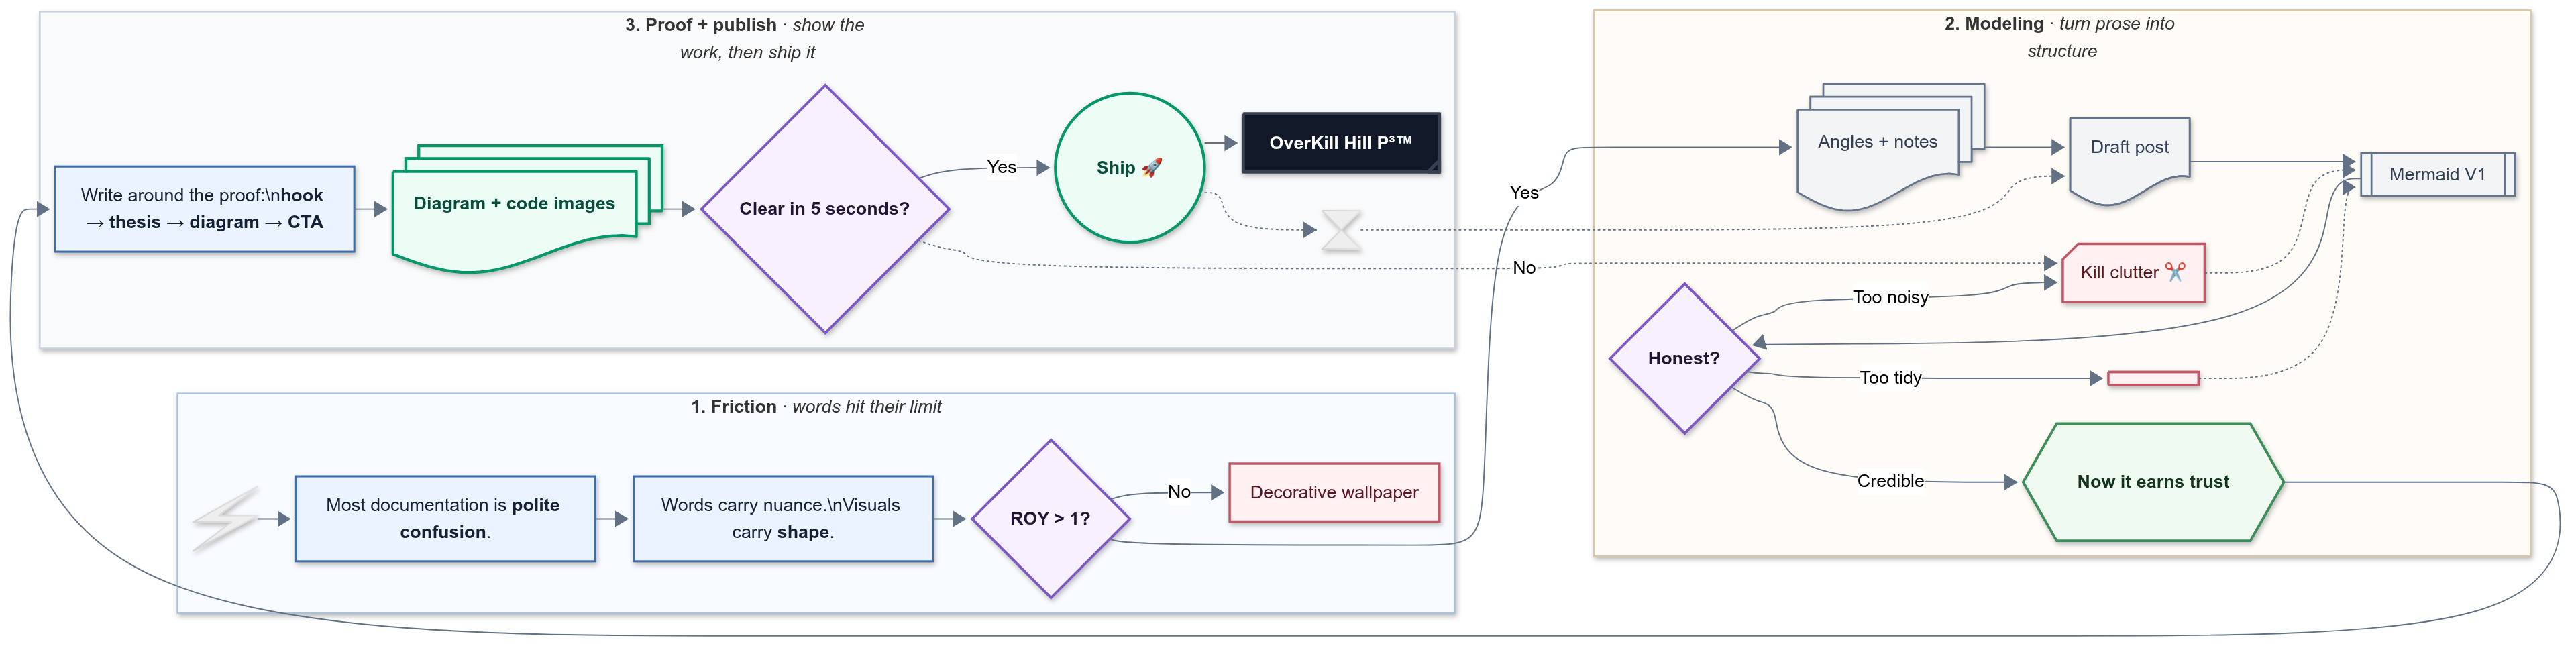 3. Proof + publish · show the
work, then ship it
Write around the proof:\nhook
→ thesis → diagram → CTA
Diagram + code images
Clear in 5 seconds?
Yes
Ship 🚀
OverKill Hill P³™
No
1. Friction · words hit their limit
Most documentation is polite
confusion.
Words carry nuance.\nVisuals
carry shape.
ROY > 1?
No
Decorative wallpaper
Yes
2. Modeling · turn prose into
structure
Angles + notes
Draft post
Mermaid V1
Kill clutter ✂️
Too noisy
Honest?
Too tidy
Credible
Now it earns trust